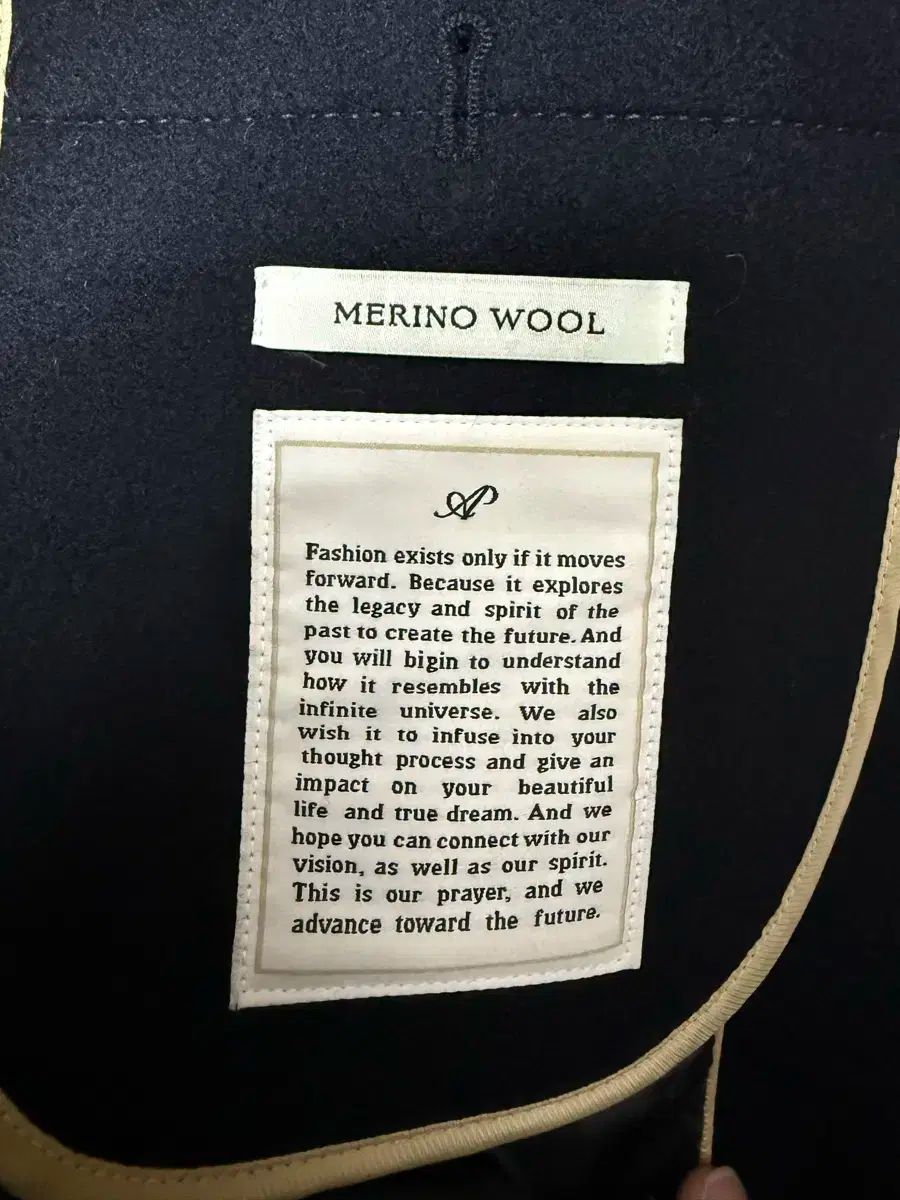 MERINO WOOL
AP
Fashion exists only if it moves
forward. Because it explores
the legacy and spirit of the
past to create the future. And
you will bigin to understand
how it resembles with the
infinite universe. We also
wish it to infuse into your
thought process and give an
impact on your beautiful
life and true dream. And we
hope you can connect with our
vision, as well as our spirit.
This is our prayer, and we
advance toward the future.